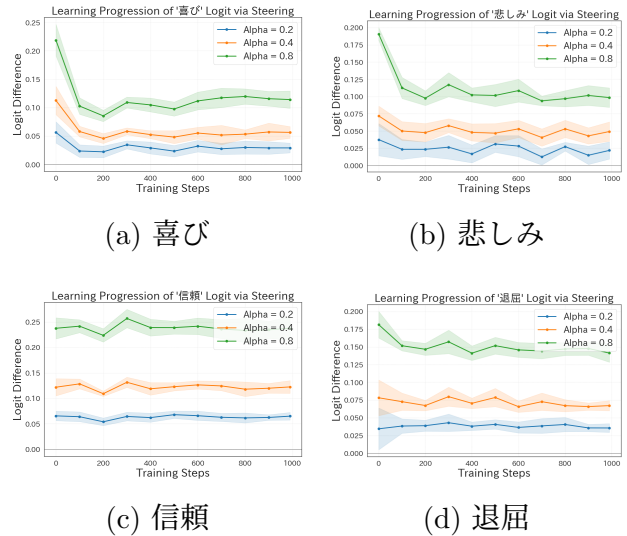 Learning Progression of '喜び' Logit via Steering
Alpha = 0.2
Alpha = 0.4
Alpha = 0.8
Logit Difference
0.25
0.20
0.15
0.10
0.05
0.00
0 200 400 600 800 1000
Training Steps
(a) 喜び
Learning Progression of '悲しみ' Logit via Steering
Alpha = 0.2
Alpha = 0.4
Alpha = 0.8
Logit Difference
0.200
0.175
0.150
0.125
0.100
0.075
0.050
0.025
0.000
0 200 400 600 800 1000
Training Steps
(b) 悲しみ
Learning Progression of '信頼' Logit via Steering
Alpha = 0.2
Alpha = 0.4
Alpha = 0.8
Logit Difference
0.25
0.20
0.15
0.10
0.05
0.00
0 200 400 600 800 1000
Training Steps
(c) 信頼
Learning Progression of '退屈' Logit via Steering
Alpha = 0.2
Alpha = 0.4
Alpha = 0.8
Logit Difference
0.200
0.175
0.150
0.125
0.100
0.075
0.050
0.025
0.000
0 200 400 600 800 1000
Training Steps
(d) 退屈